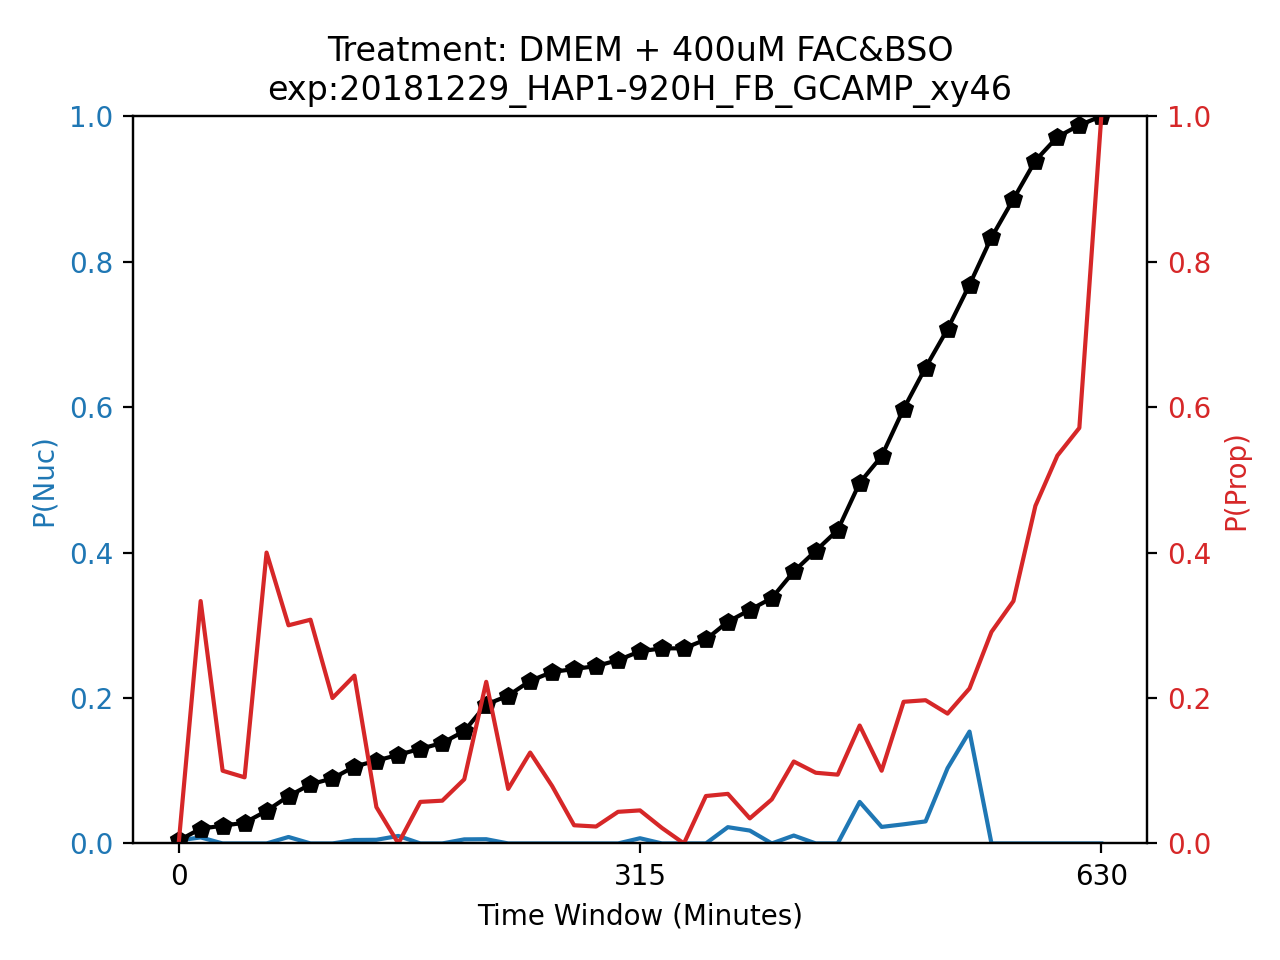 Treatment: DMEM + 400uM FAC&BSO
exp:20181229_HAP1-920H_FB_GCAMP_xy46
1.0
0.8
0.6
0.4
0.2
0.0
P(Nuc)
1.0
0.8
0.6
0.4
0.2
0.0
P(Prop)
0 315 630
Time Window (Minutes)